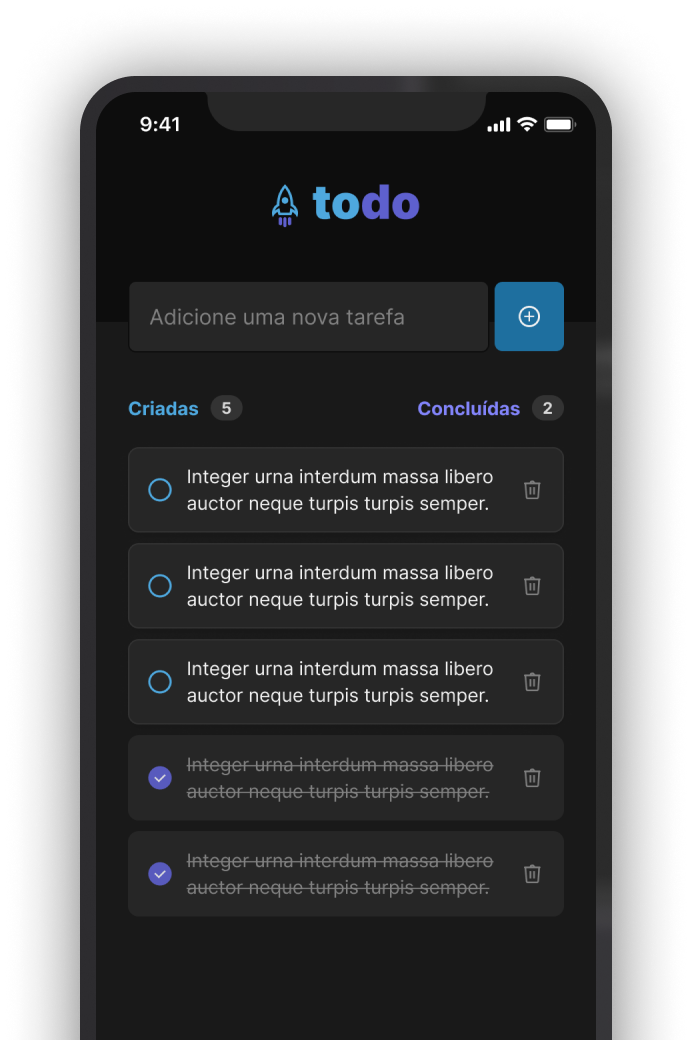 9:41
todo
Adicione uma nova tarefa
Criadas 5
Concluídas 2
Integer urna interdum massa libero
auctor neque turpis turpis semper.
Integer urna interdum massa libero
auctor neque turpis turpis semper.
Integer urna interdum massa libero
auctor neque turpis turpis semper.
Integer urna interdum massa libero
auctor neque turpis turpis semper.
Integer urna interdum massa libero
auctor neque turpis turpis semper.